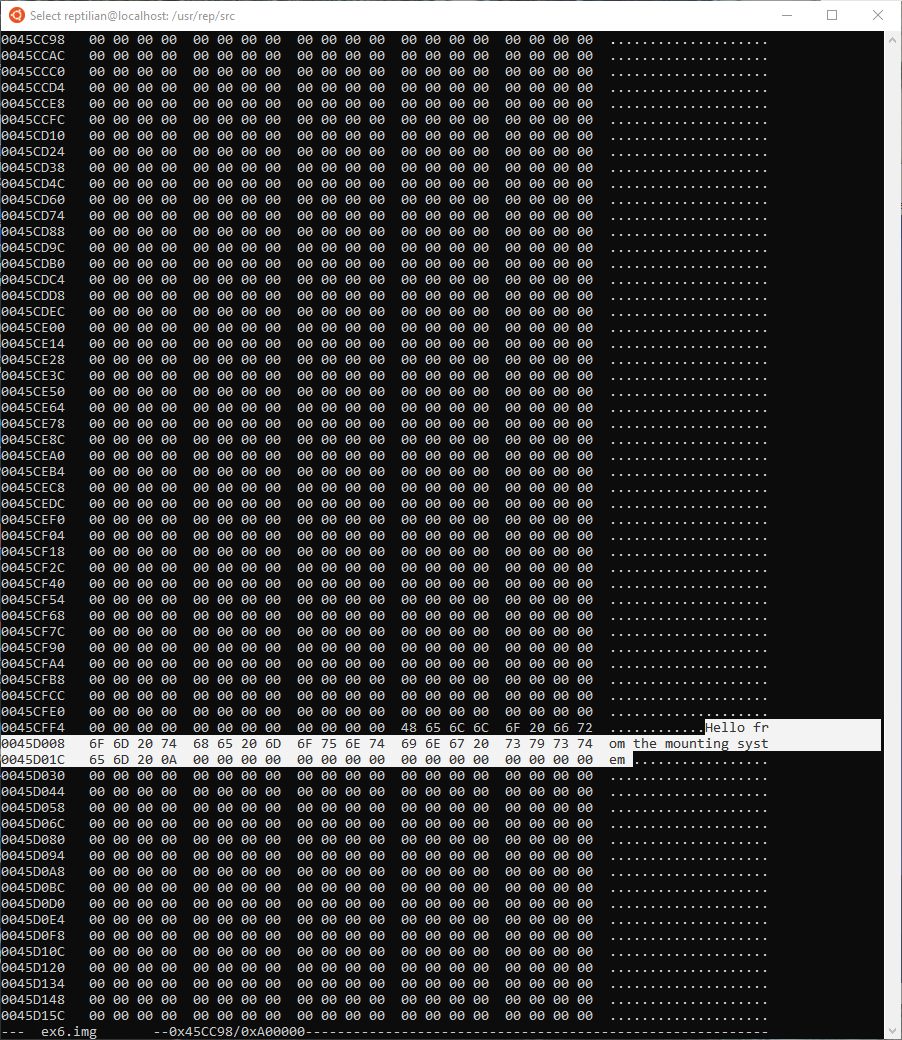 Select reptilian@localhost: /usr/rep/src
0045CC98 00 00 00 00 00 00 00 00 00 00 00 00 00 00 00 00 00 00 00 00 ....................
0045CCAC 00 00 00 00 00 00 00 00 00 00 00 00 00 00 00 00 00 00 00 00 ....................
0045CCC0 00 00 00 00 00 00 00 00 00 00 00 00 00 00 00 00 00 00 00 00 ....................
0045CCD4 00 00 00 00 00 00 00 00 00 00 00 00 00 00 00 00 00 00 00 00 ....................
0045CCE8 00 00 00 00 00 00 00 00 00 00 00 00 00 00 00 00 00 00 00 00 ....................
0045CCFC 00 00 00 00 00 00 00 00 00 00 00 00 00 00 00 00 00 00 00 00 ....................
0045CD10 00 00 00 00 00 00 00 00 00 00 00 00 00 00 00 00 00 00 00 00 ....................
0045CD24 00 00 00 00 00 00 00 00 00 00 00 00 00 00 00 00 00 00 00 00 ....................
0045CD38 00 00 00 00 00 00 00 00 00 00 00 00 00 00 00 00 00 00 00 00 ....................
0045CD4C 00 00 00 00 00 00 00 00 00 00 00 00 00 00 00 00 00 00 00 00 ....................
0045CD60 00 00 00 00 00 00 00 00 00 00 00 00 00 00 00 00 00 00 00 00 ....................
0045CD74 00 00 00 00 00 00 00 00 00 00 00 00 00 00 00 00 00 00 00 00 ....................
0045CD88 00 00 00 00 00 00 00 00 00 00 00 00 00 00 00 00 00 00 00 00 ....................
0045CD9C 00 00 00 00 00 00 00 00 00 00 00 00 00 00 00 00 00 00 00 00 ....................
0045CDB0 00 00 00 00 00 00 00 00 00 00 00 00 00 00 00 00 00 00 00 00 ....................
0045CDC4 00 00 00 00 00 00 00 00 00 00 00 00 00 00 00 00 00 00 00 00 ....................
0045CDD8 00 00 00 00 00 00 00 00 00 00 00 00 00 00 00 00 00 00 00 00 ....................
0045CDEC 00 00 00 00 00 00 00 00 00 00 00 00 00 00 00 00 00 00 00 00 ....................
0045CE00 00 00 00 00 00 00 00 00 00 00 00 00 00 00 00 00 00 00 00 00 ....................
0045CE14 00 00 00 00 00 00 00 00 00 00 00 00 00 00 00 00 00 00 00 00 ....................
0045CE28 00 00 00 00 00 00 00 00 00 00 00 00 00 00 00 00 00 00 00 00 ....................
0045CE3C 00 00 00 00 00 00 00 00 00 00 00 00 00 00 00 00 00 00 00 00 ....................
0045CE50 00 00 00 00 00 00 00 00 00 00 00 00 00 00 00 00 00 00 00 00 ....................
0045CE64 00 00 00 00 00 00 00 00 00 00 00 00 00 00 00 00 00 00 00 00 ....................
0045CE78 00 00 00 00 00 00 00 00 00 00 00 00 00 00 00 00 00 00 00 00 ....................
0045CE8C 00 00 00 00 00 00 00 00 00 00 00 00 00 00 00 00 00 00 00 00 ....................
0045CEA0 00 00 00 00 00 00 00 00 00 00 00 00 00 00 00 00 00 00 00 00 ....................
0045CEB4 00 00 00 00 00 00 00 00 00 00 00 00 00 00 00 00 00 00 00 00 ....................
0045CEC8 00 00 00 00 00 00 00 00 00 00 00 00 00 00 00 00 00 00 00 00 ....................
0045CEDC 00 00 00 00 00 00 00 00 00 00 00 00 00 00 00 00 00 00 00 00 ....................
0045CEF0 00 00 00 00 00 00 00 00 00 00 00 00 00 00 00 00 00 00 00 00 ....................
0045CF04 00 00 00 00 00 00 00 00 00 00 00 00 00 00 00 00 00 00 00 00 ....................
0045CF18 00 00 00 00 00 00 00 00 00 00 00 00 00 00 00 00 00 00 00 00 ....................
0045CF2C 00 00 00 00 00 00 00 00 00 00 00 00 00 00 00 00 00 00 00 00 ....................
0045CF40 00 00 00 00 00 00 00 00 00 00 00 00 00 00 00 00 00 00 00 00 ....................
0045CF54 00 00 00 00 00 00 00 00 00 00 00 00 00 00 00 00 00 00 00 00 ....................
0045CF68 00 00 00 00 00 00 00 00 00 00 00 00 00 00 00 00 00 00 00 00 ....................
0045CF7C 00 00 00 00 00 00 00 00 00 00 00 00 00 00 00 00 00 00 00 00 ....................
0045CF90 00 00 00 00 00 00 00 00 00 00 00 00 00 00 00 00 00 00 00 00 ....................
0045CFA4 00 00 00 00 00 00 00 00 00 00 00 00 00 00 00 00 00 00 00 00 ....................
0045CFB8 00 00 00 00 00 00 00 00 00 00 00 00 00 00 00 00 00 00 00 00 ....................
0045CFCC 00 00 00 00 00 00 00 00 00 00 00 00 00 00 00 00 00 00 00 00 ....................
0045CFE0 00 00 00 00 00 00 00 00 00 00 00 00 00 00 00 00 00 00 00 00 ....................
0045CFF4 00 00 00 00 00 00 00 00 00 00 00 00 48 65 6C 6C 6F 20 66 72 ............Hello fr
0045D008 6F 6D 20 74 68 65 20 6D 6F 75 6E 74 69 6E 67 20 73 79 73 74 om the mounting syst
0045D01C 65 6D 20 0A 00 00 00 00 00 00 00 00 00 00 00 00 00 00 00 00 em .................
0045D030 00 00 00 00 00 00 00 00 00 00 00 00 00 00 00 00 00 00 00 00 ....................
0045D044 00 00 00 00 00 00 00 00 00 00 00 00 00 00 00 00 00 00 00 00 ....................
0045D058 00 00 00 00 00 00 00 00 00 00 00 00 00 00 00 00 00 00 00 00 ....................
0045D06C 00 00 00 00 00 00 00 00 00 00 00 00 00 00 00 00 00 00 00 00 ....................
0045D080 00 00 00 00 00 00 00 00 00 00 00 00 00 00 00 00 00 00 00 00 ....................
0045D094 00 00 00 00 00 00 00 00 00 00 00 00 00 00 00 00 00 00 00 00 ....................
0045D0A8 00 00 00 00 00 00 00 00 00 00 00 00 00 00 00 00 00 00 00 00 ....................
0045D0BC 00 00 00 00 00 00 00 00 00 00 00 00 00 00 00 00 00 00 00 00 ....................
0045D0D0 00 00 00 00 00 00 00 00 00 00 00 00 00 00 00 00 00 00 00 00 ....................
0045D0E4 00 00 00 00 00 00 00 00 00 00 00 00 00 00 00 00 00 00 00 00 ....................
0045D0F8 00 00 00 00 00 00 00 00 00 00 00 00 00 00 00 00 00 00 00 00 ....................
0045D10C 00 00 00 00 00 00 00 00 00 00 00 00 00 00 00 00 00 00 00 00 ....................
0045D120 00 00 00 00 00 00 00 00 00 00 00 00 00 00 00 00 00 00 00 00 ....................
0045D134 00 00 00 00 00 00 00 00 00 00 00 00 00 00 00 00 00 00 00 00 ....................
0045D148 00 00 00 00 00 00 00 00 00 00 00 00 00 00 00 00 00 00 00 00 ....................
0045D15C 00 00 00 00 00 00 00 00 00 00 00 00 00 00 00 00 00 00 00 00 ....................
--- ex6.img --0x45CC98/0xA00000----------------------------------------------------------